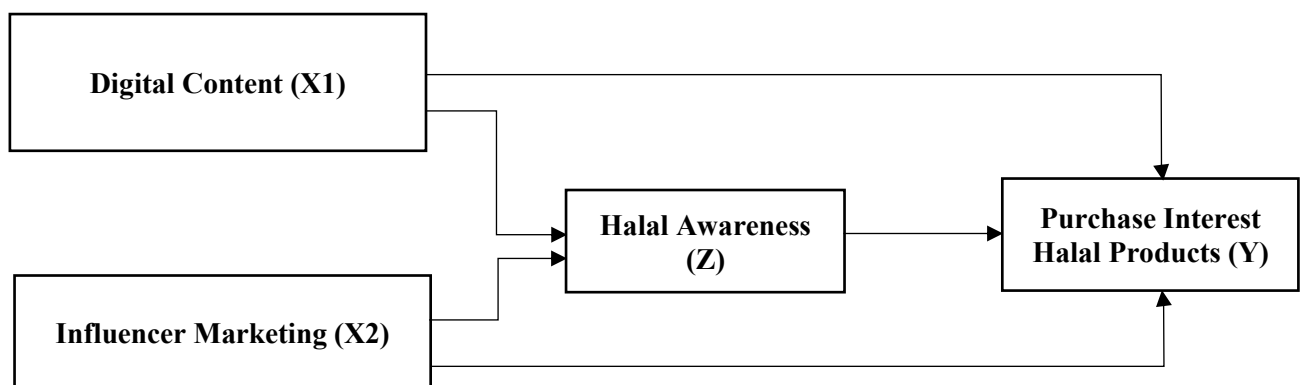 Digital Content (X1)
Halal Awareness
(Z)
Purchase Interest
Halal Products (Y)
Influencer Marketing (X2)